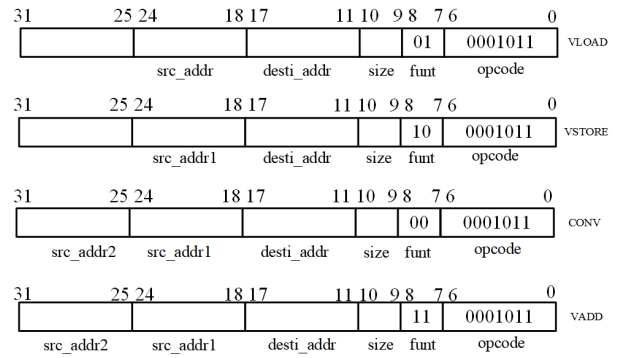 31 25 24 18 17 11 10 9 8 7 6 0
01 0001011 VLOAD
src_addr desti_addr size funt opcode
31 25 24 18 17 11 10 9 8 7 6 0
10 0001011 VSTORE
src_addr1 desti_addr size funt opcode
31 25 24 18 17 11 10 9 8 7 6 0
00 0001011 CONV
src_addr2 src_addr1 desti_addr size funt opcode
31 25 24 18 17 11 10 9 8 7 6 0
11 0001011 VADD
src_addr2 src_addr1 desti_addr size funt opcode